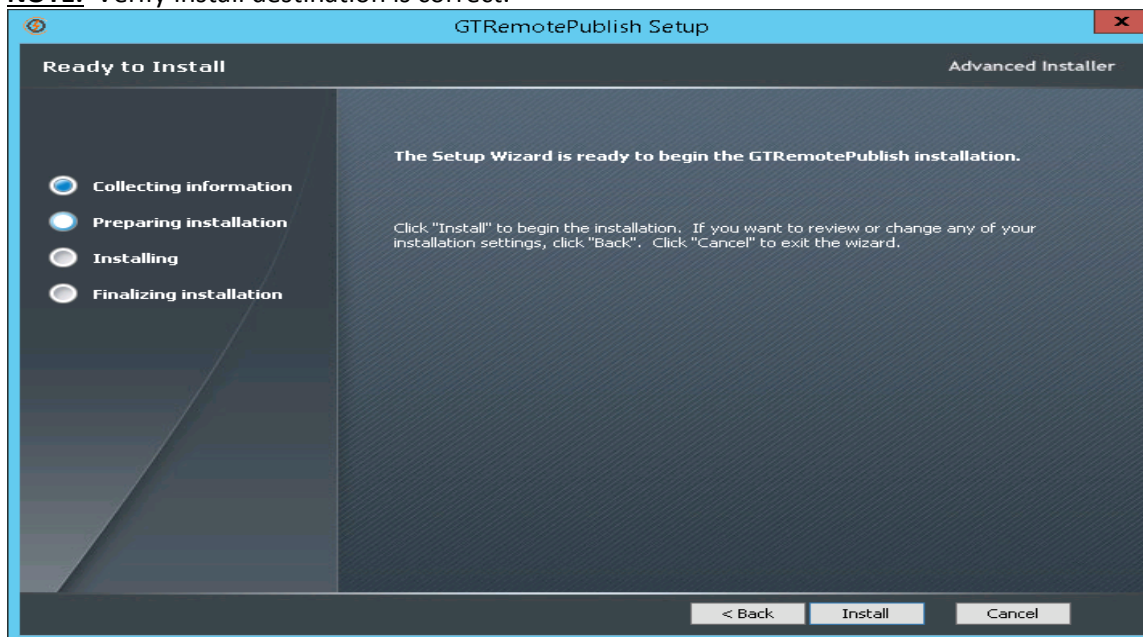 NOTE: Verify install destination is correct.
GTRemotePublish Setup
x
Ready to Install
Advanced Installer
The Setup Wizard is ready to begin the GTRemotePublish installation.
Collecting information
Preparing installation
Click "Install" to begin the installation. If you want to review or change any of your
installation settings, click "Back". Click "Cancel" to exit the wizard.
Installing
Finalizing installation
< Back
Install
Cancel